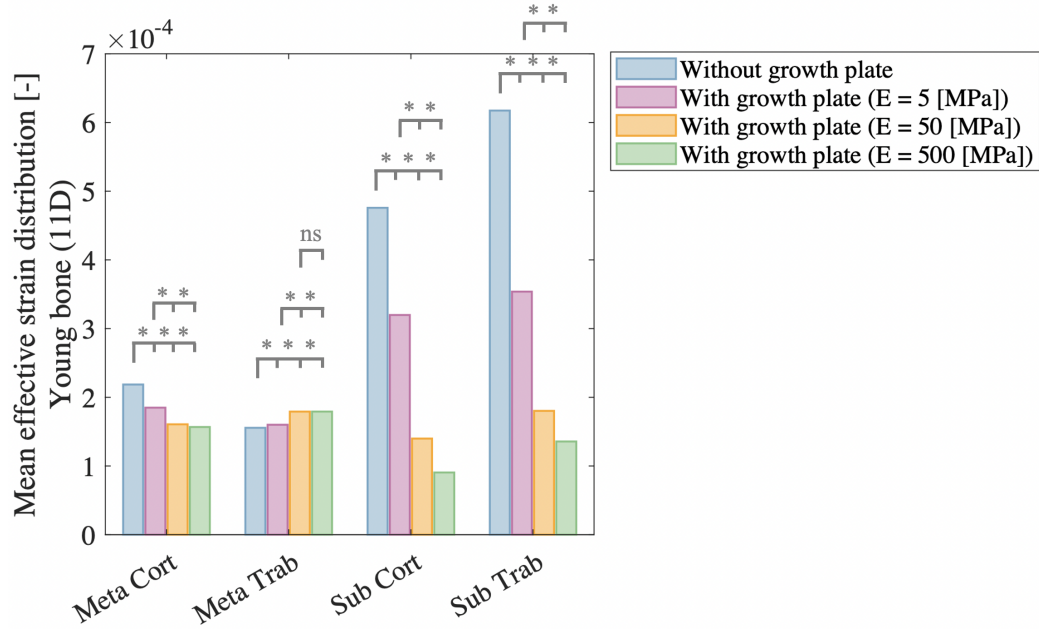 ×10⁻⁴
Mean effective strain distribution [-]
Young bone (11D)
7
6
5
4
3
2
1
0
* * *
* *
* * *
* *
ns
* * *
* *
* * *
* *
Meta Cort
Meta Trab
Sub Cort
Sub Trab
Without growth plate
With growth plate (E = 5 [MPa])
With growth plate (E = 50 [MPa])
With growth plate (E = 500 [MPa])